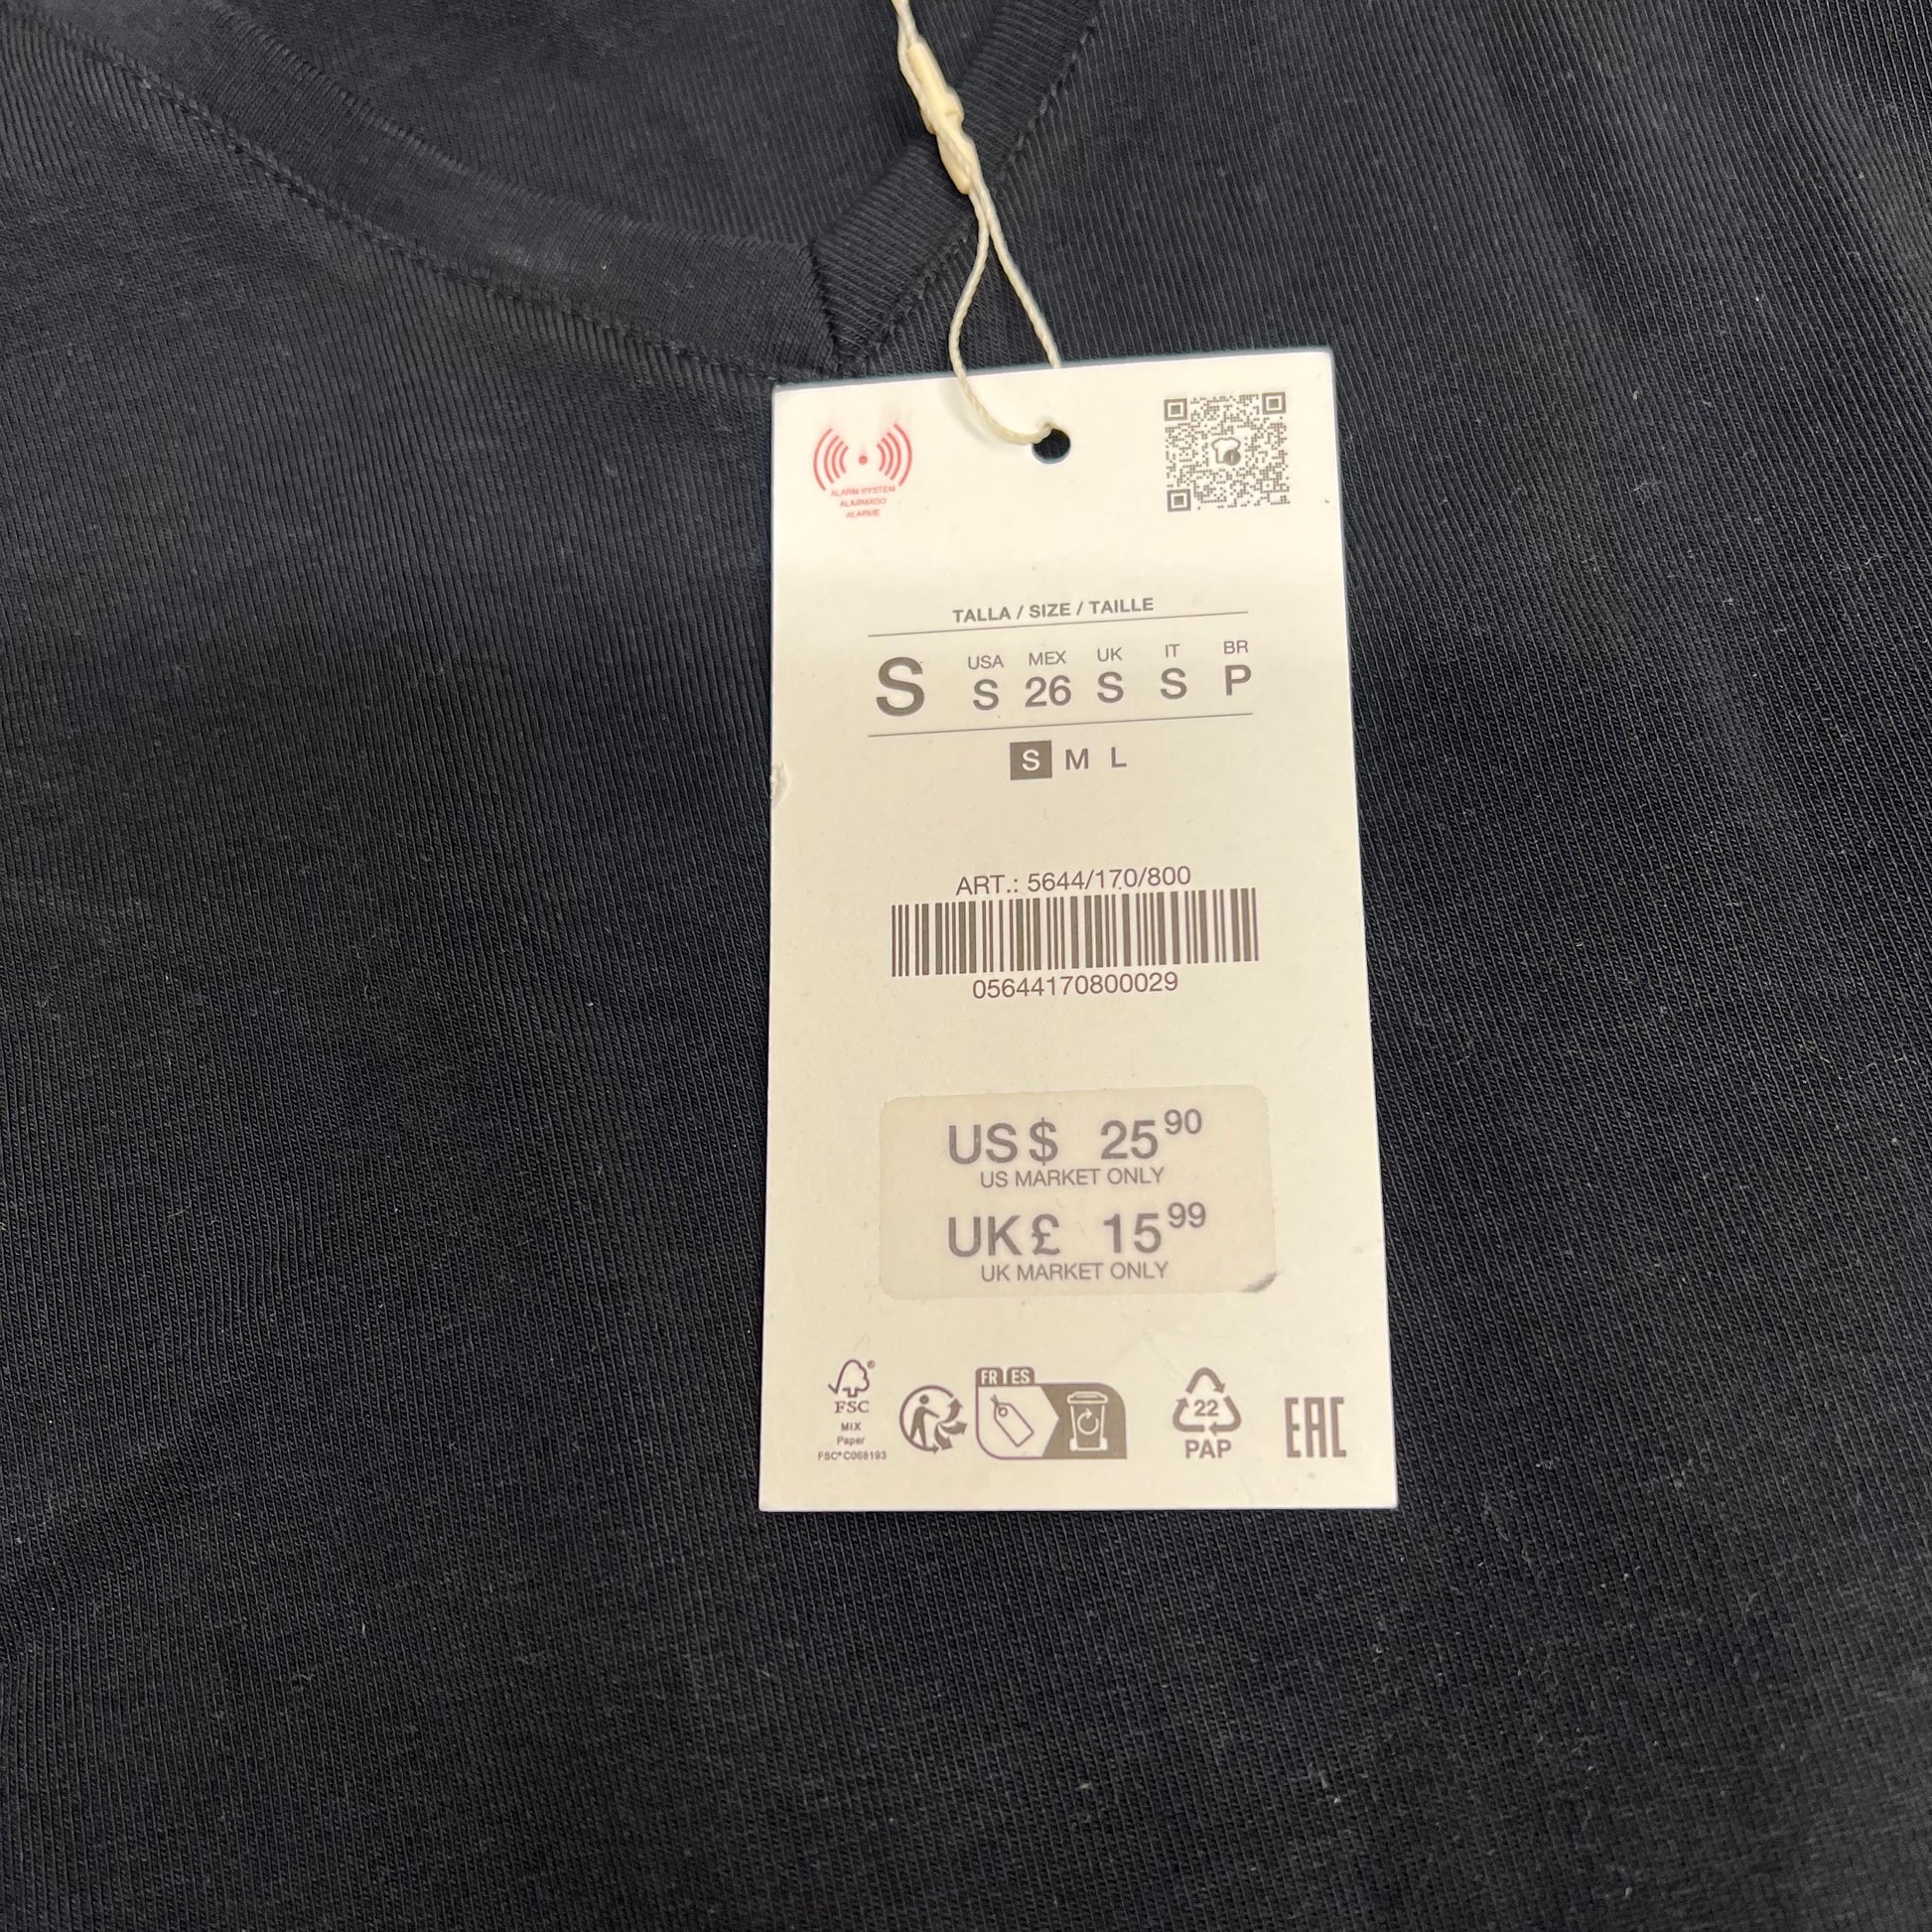 ALARM SYSTEM
ALARMADO
ALARME
TALLA / SIZE / TAILLE
USA MEX UK IT BR
S S 26 S S P
S M L
ART.: 5644/170/800
05644170800029
US $ 25 90
US MARKET ONLY
UK £ 15 99
UK MARKET ONLY
FR ES
FSC
MIX
Paper
FSC® C068193
22
PAP
EAC